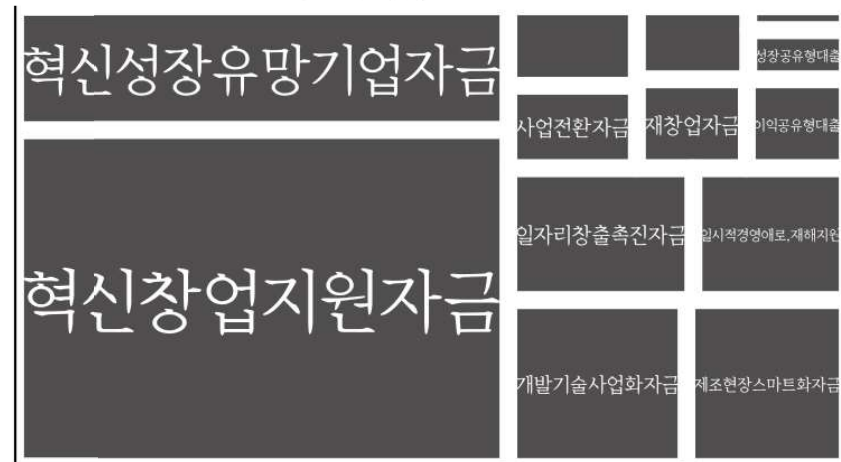 혁신성장유망기업자금
성장공유형대출
사업전환자금
재창업자금
이익공유형대출
일자리창출촉진자금
일시적경영애로,재해지원
혁신창업지원자금
개발기술사업화자금
제조현장스마트화자금